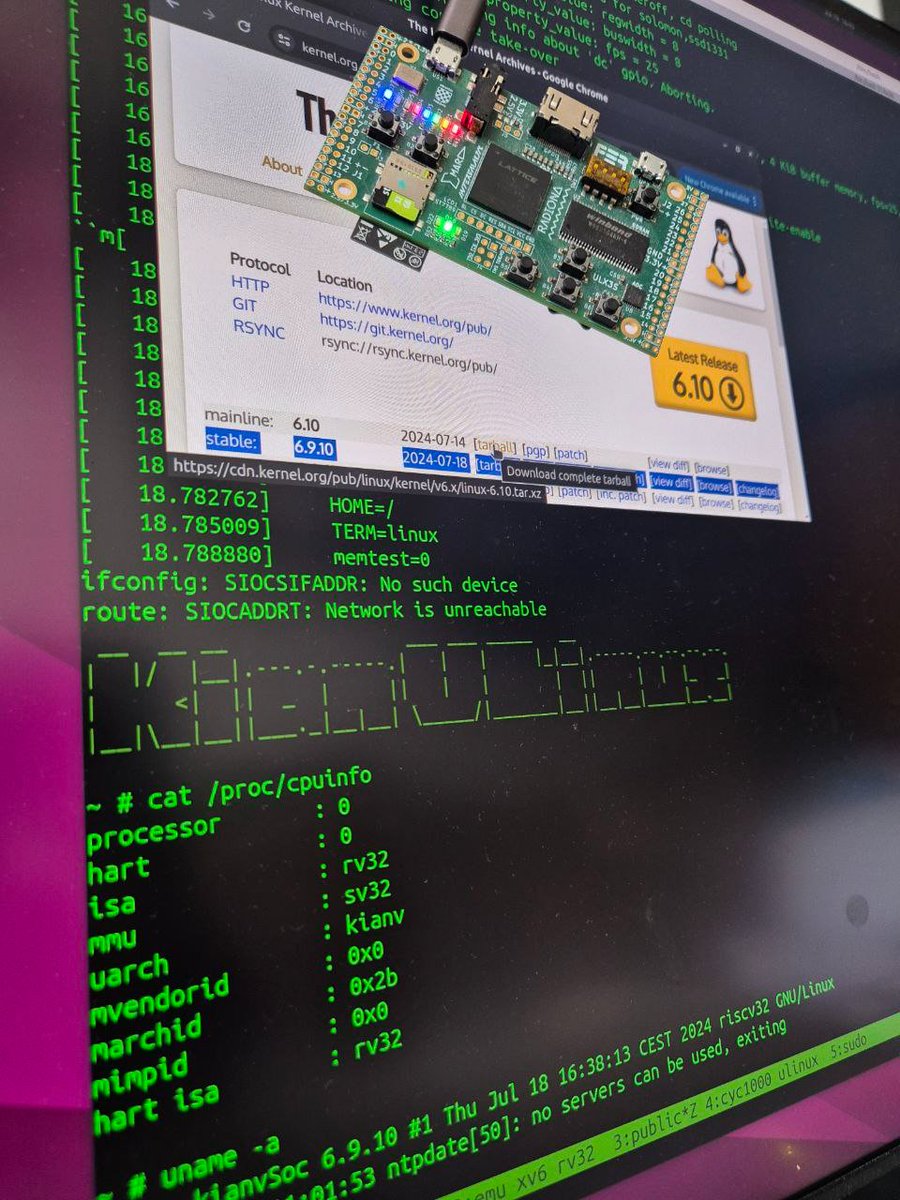 eroff, cd polling
for solomon,ssd1331
property_value: regwidth = 8
property_value: buswidth = 8
property_value: fps = 25
info about 'dc' gpio, Aborting.
take-over
Kernel Archives • Google Chrome
kernel.org
, 4 KiB buffer memory, fps=25,
New Chrome available
Th
About
LATTICE
RADIONA
winbond
ULX3S
Protocol
Location
HTTP
https://www.kernel.org/pub/
GIT
https://git.kernel.org/
RSYNC
rsync://rsync.kernel.org/pub/
Latest Release
6.10
mainline: 6.10 2024-07-14 [tarball] [pgp] [patch] [view diff] [browse]
stable: 6.9.10 2024-07-18 [tarb [view diff] [browse] [changelog]
Download complete tarball
[patch] [inc. patch] [view diff] [browse] [changelog]
https://cdn.kernel.org/pub/linux/kernel/v6.x/linux-6.10.tar.xz
[ 16
[ 16
[ 16
[ 16
[ 16
[ 16
[ 18
[ 18
[ 18
``m[
[ 18
[ 18
[ 18
[ 18
[ 18
[ 18
[ 18
[ 18
[ 18.782762] HOME=/
[ 18.785009] TERM=linux
[ 18.788880] memtest=0
ifconfig: SIOCSIFADDR: No such device
route: SIOCADDRT: Network is unreachable
KianVLinux
~ # cat /proc/cpuinfo
processor : 0
hart : 0
isa : rv32
mmu : sv32
uarch : kianv
mvendorid : 0x0
marchid : 0x2b
mimpid : 0x0
hart isa : rv32
~ # uname -a
kianvSoc 6.9.10 #1 Thu Jul 18 16:38:13 CEST 2024 riscv32 GNU/Linux
:01:53 ntpdate[50]: no servers can be used, exiting
emu xv6 rv32 3:public*Z 4:cyc1000 ulinux 5:sudo